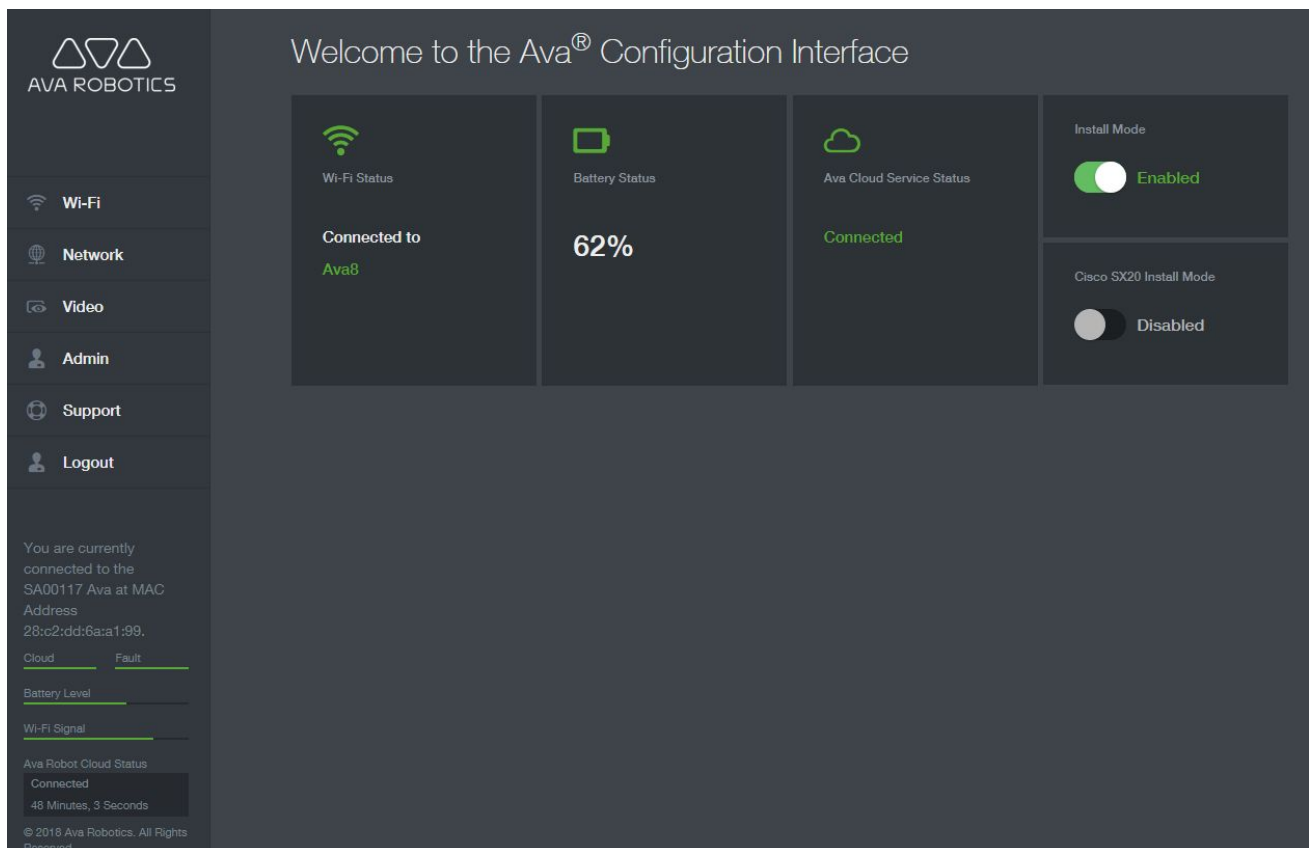 AVA ROBOTICS
Wi-Fi
Network
Video
Admin
Support
Logout
You are currently
connected to the
SA00117 Ava at MAC
Address
28:c2:dd:6a:a1:99.
Cloud Fault
Battery Level
Wi-Fi Signal
Ava Robot Cloud Status
Connected
48 Minutes, 3 Seconds
© 2018 Ava Robotics. All Rights
Reserved
Welcome to the Ava® Configuration Interface
Wi-Fi Status
Connected to
Ava8
Battery Status
62%
Ava Cloud Service Status
Connected
Install Mode
Enabled
Cisco SX20 Install Mode
Disabled